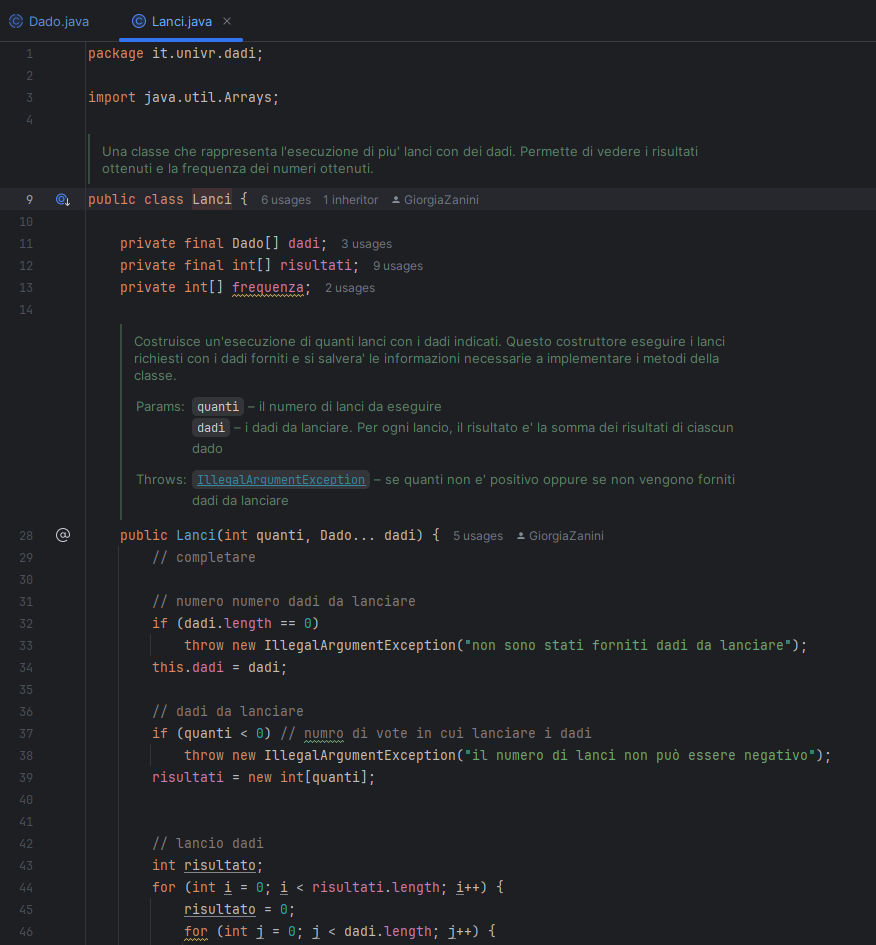 Dado.java Lanci.java ×
1 package it.univr.dadi;
2
3 import java.util.Arrays;
4
Una classe che rappresenta l'esecuzione di piu' lanci con dei dadi. Permette di vedere i risultati
ottenuti e la frequenza dei numeri ottenuti.
9 public class Lanci { 6 usages 1 inheritor GiorgiaZanini
10
11 private final Dado[] dadi; 3 usages
12 private final int[] risultati; 9 usages
13 private int[] frequenza; 2 usages
14
Costruisce un'esecuzione di quanti lanci con i dadi indicati. Questo costruttore eseguire i lanci
richiesti con i dadi forniti e si salvera' le informazioni necessarie a implementare i metodi della
classe.
Params: quanti – il numero di lanci da eseguire
dadi – i dadi da lanciare. Per ogni lancio, il risultato e' la somma dei risultati di ciascun
dado
Throws: IllegalArgumentException – se quanti non e' positivo oppure se non vengono forniti
dadi da lanciare
28 public Lanci(int quanti, Dado... dadi) { 5 usages GiorgiaZanini
29 // completare
30
31 // numero numero dadi da lanciare
32 if (dadi.length == 0)
33 throw new IllegalArgumentException("non sono stati forniti dadi da lanciare");
34 this.dadi = dadi;
35
36 // dadi da lanciare
37 if (quanti < 0) // numro di vote in cui lanciare i dadi
38 throw new IllegalArgumentException("il numero di lanci non può essere negativo");
39 risultati = new int[quanti];
40
41
42 // lancio dadi
43 int risultato;
44 for (int i = 0; i < risultati.length; i++) {
45 risultato = 0;
46 for (int j = 0; j < dadi.length; j++) {